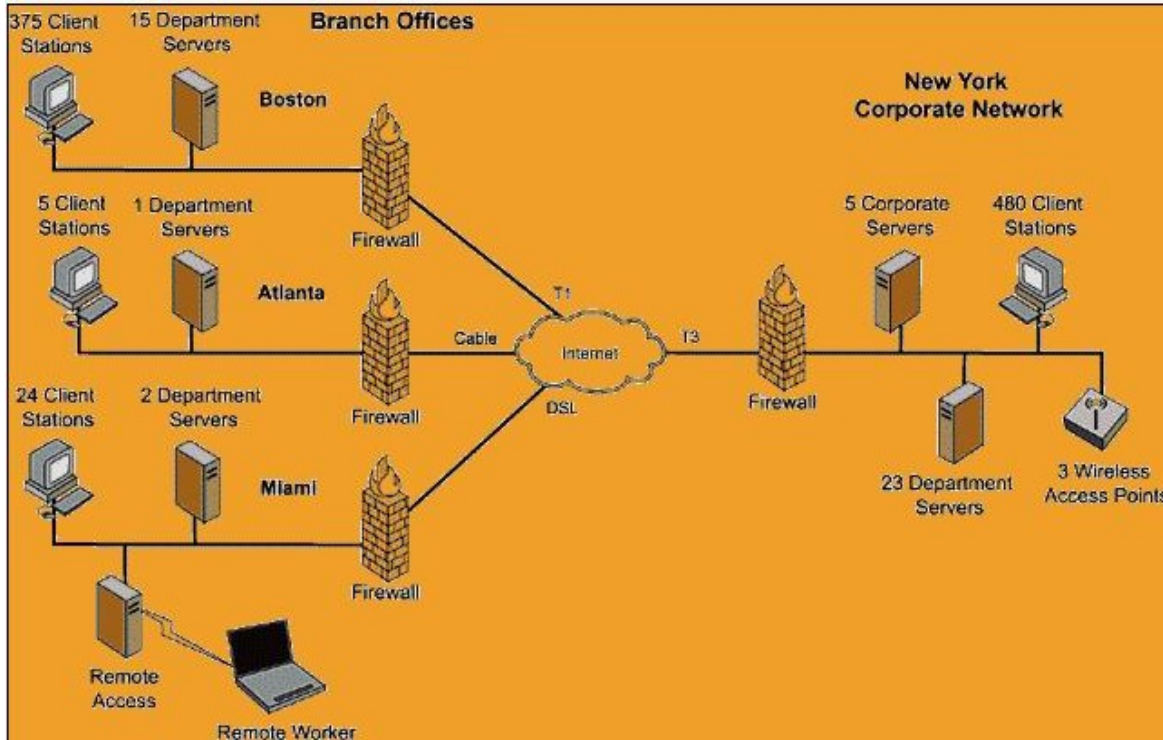 375 Client
Stations
15 Department
Servers
Branch Offices
Boston
Firewall
New York
Corporate Network
5 Client
Stations
1 Department
Servers
Atlanta
Firewall
T1
Cable
Internet
T3
DSL
Firewall
5 Corporate
Servers
480 Client
Stations
23 Department
Servers
3 Wireless
Access Points
24 Client
Stations
2 Department
Servers
Miami
Firewall
Remote
Access
Remote Worker